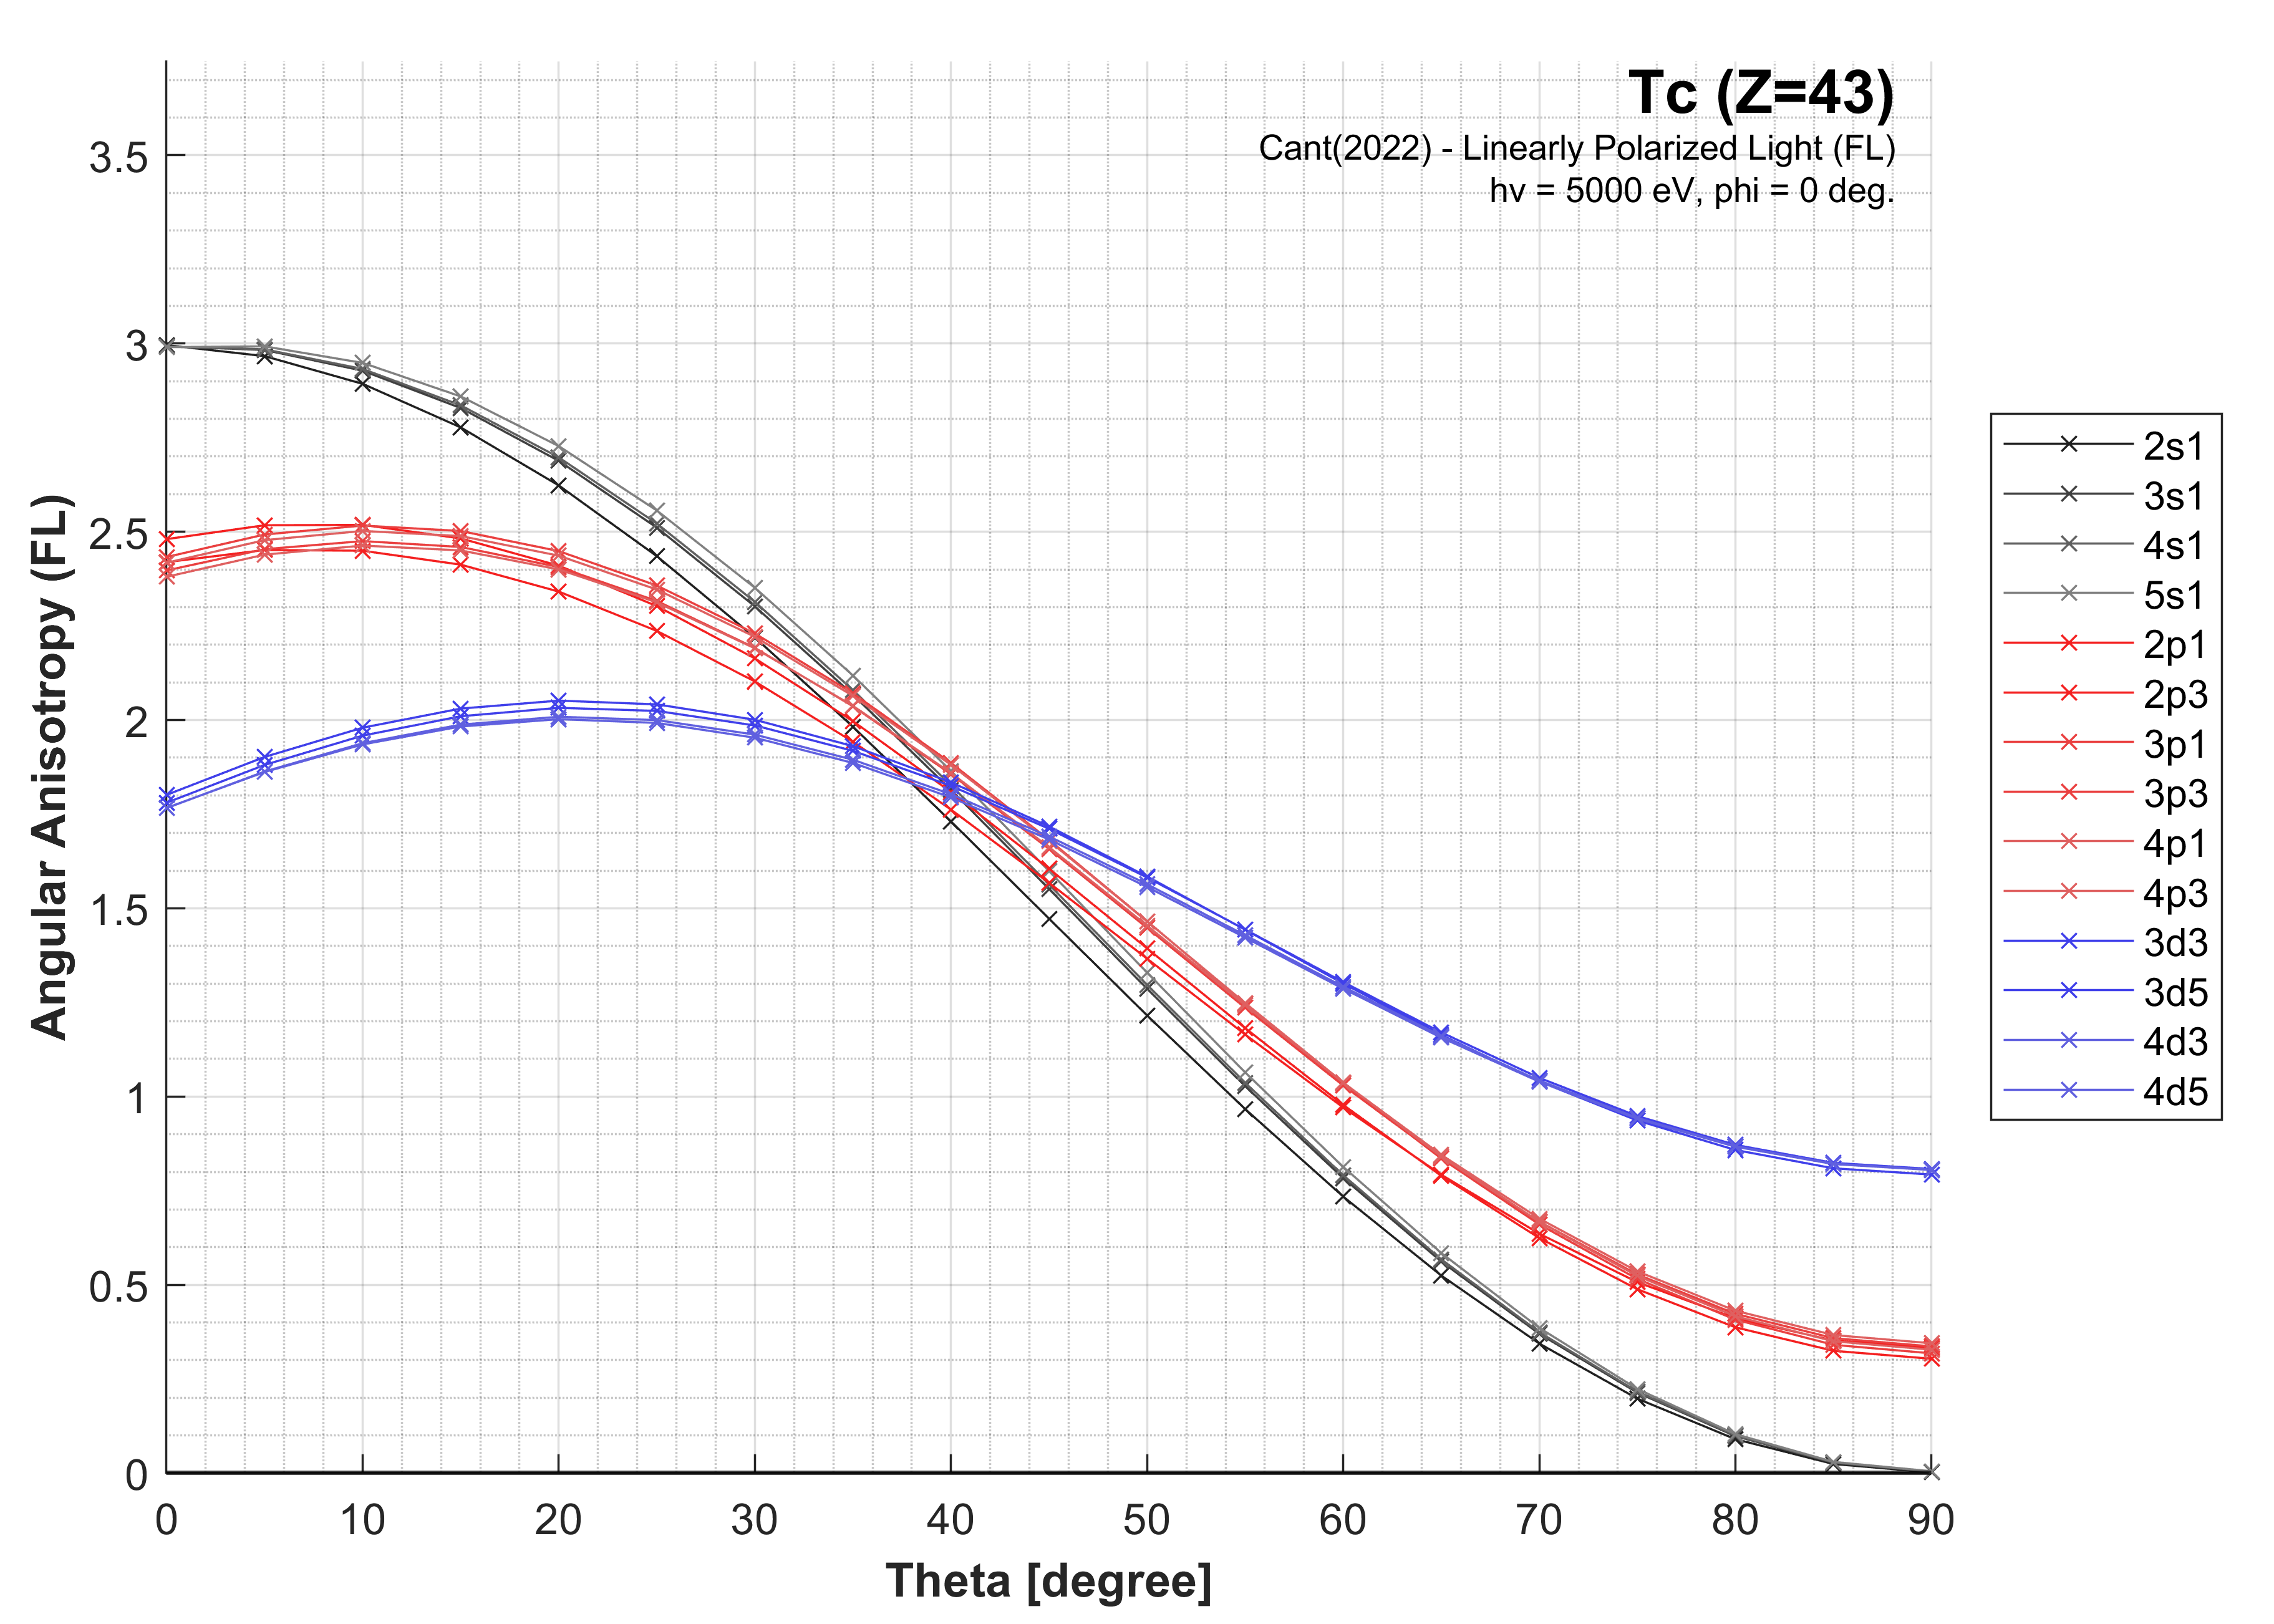 Tc (Z=43)
Cant(2022) - Linearly Polarized Light (FL)
hv = 5000 eV, phi = 0 deg.
Angular Anisotropy (FL)
3.5
3
2.5
2
1.5
1
0.5
0
0 10 20 30 40 50 60 70 80 90
Theta [degree]
2s1
3s1
4s1
5s1
2p1
2p3
3p1
3p3
4p1
4p3
3d3
3d5
4d3
4d5